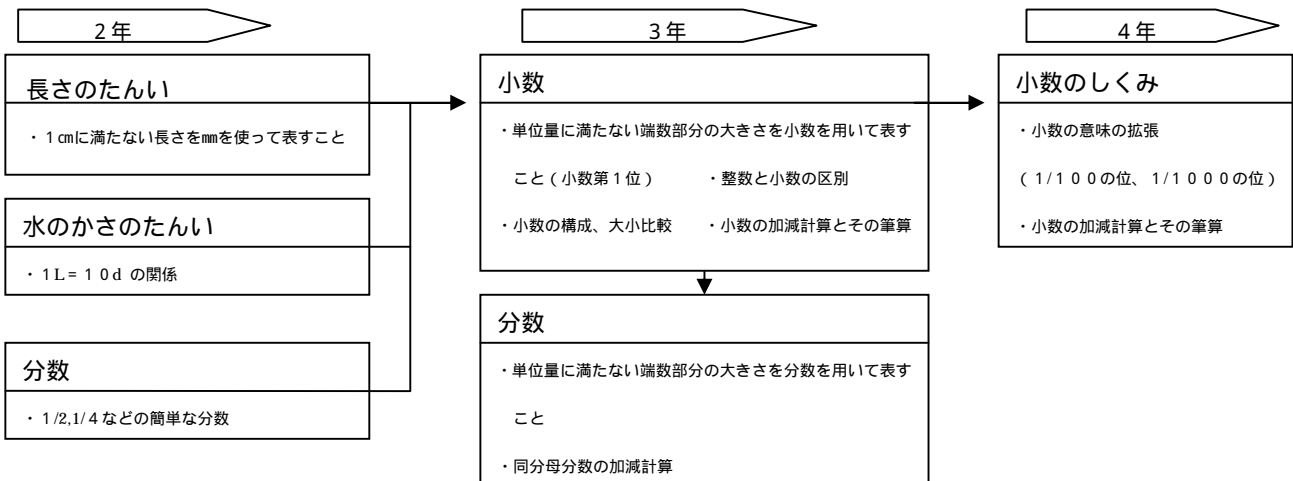 2年
3年
4年
長さのたんい
・1㎝に満たない長さを㎜を使って表すこと
水のかさのたんい
・1L=10d の関係
分数
・1/2,1/4などの簡単な分数
小数
・単位量に満たない端数部分の大きさを小数を用いて表す
こと(小数第1位) ・整数と小数の区別
・小数の構成、大小比較 ・小数の加減計算とその筆算
分数
・単位量に満たない端数部分の大きさを分数を用いて表す
こと
・同分母分数の加減計算
小数のしくみ
・小数の意味の拡張
(1/100の位、1/1000の位)
・小数の加減計算とその筆算